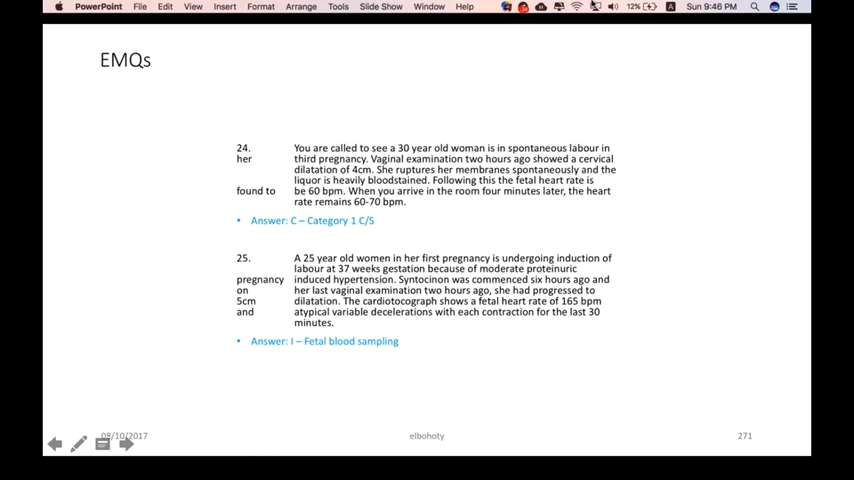 PowerPoint File Edit View Insert Format Arrange Tools Slide Show Window Help 12% A Sun 9:46 PM
EMQs
24. You are called to see a 30 year old woman is in spontaneous labour in
her third pregnancy. Vaginal examination two hours ago showed a cervical
dilatation of 4cm. She ruptures her membranes spontaneously and the
liquor is heavily bloodstained. Following this the fetal heart rate is
found to be 60 bpm. When you arrive in the room four minutes later, the heart
rate remains 60-70 bpm.
• Answer: C – Category 1 C/S
25. A 25 year old women in her first pregnancy is undergoing induction of
labour at 37 weeks gestation because of moderate proteinuric
pregnancy induced hypertension. Syntocinon was commenced six hours ago and
on her last vaginal examination two hours ago, she had progressed to
5cm dilatation. The cardiotocograph shows a fetal heart rate of 165 bpm
and atypical variable decelerations with each contraction for the last 30
minutes.
• Answer: I – Fetal blood sampling
08/10/2017 elbohoty 271